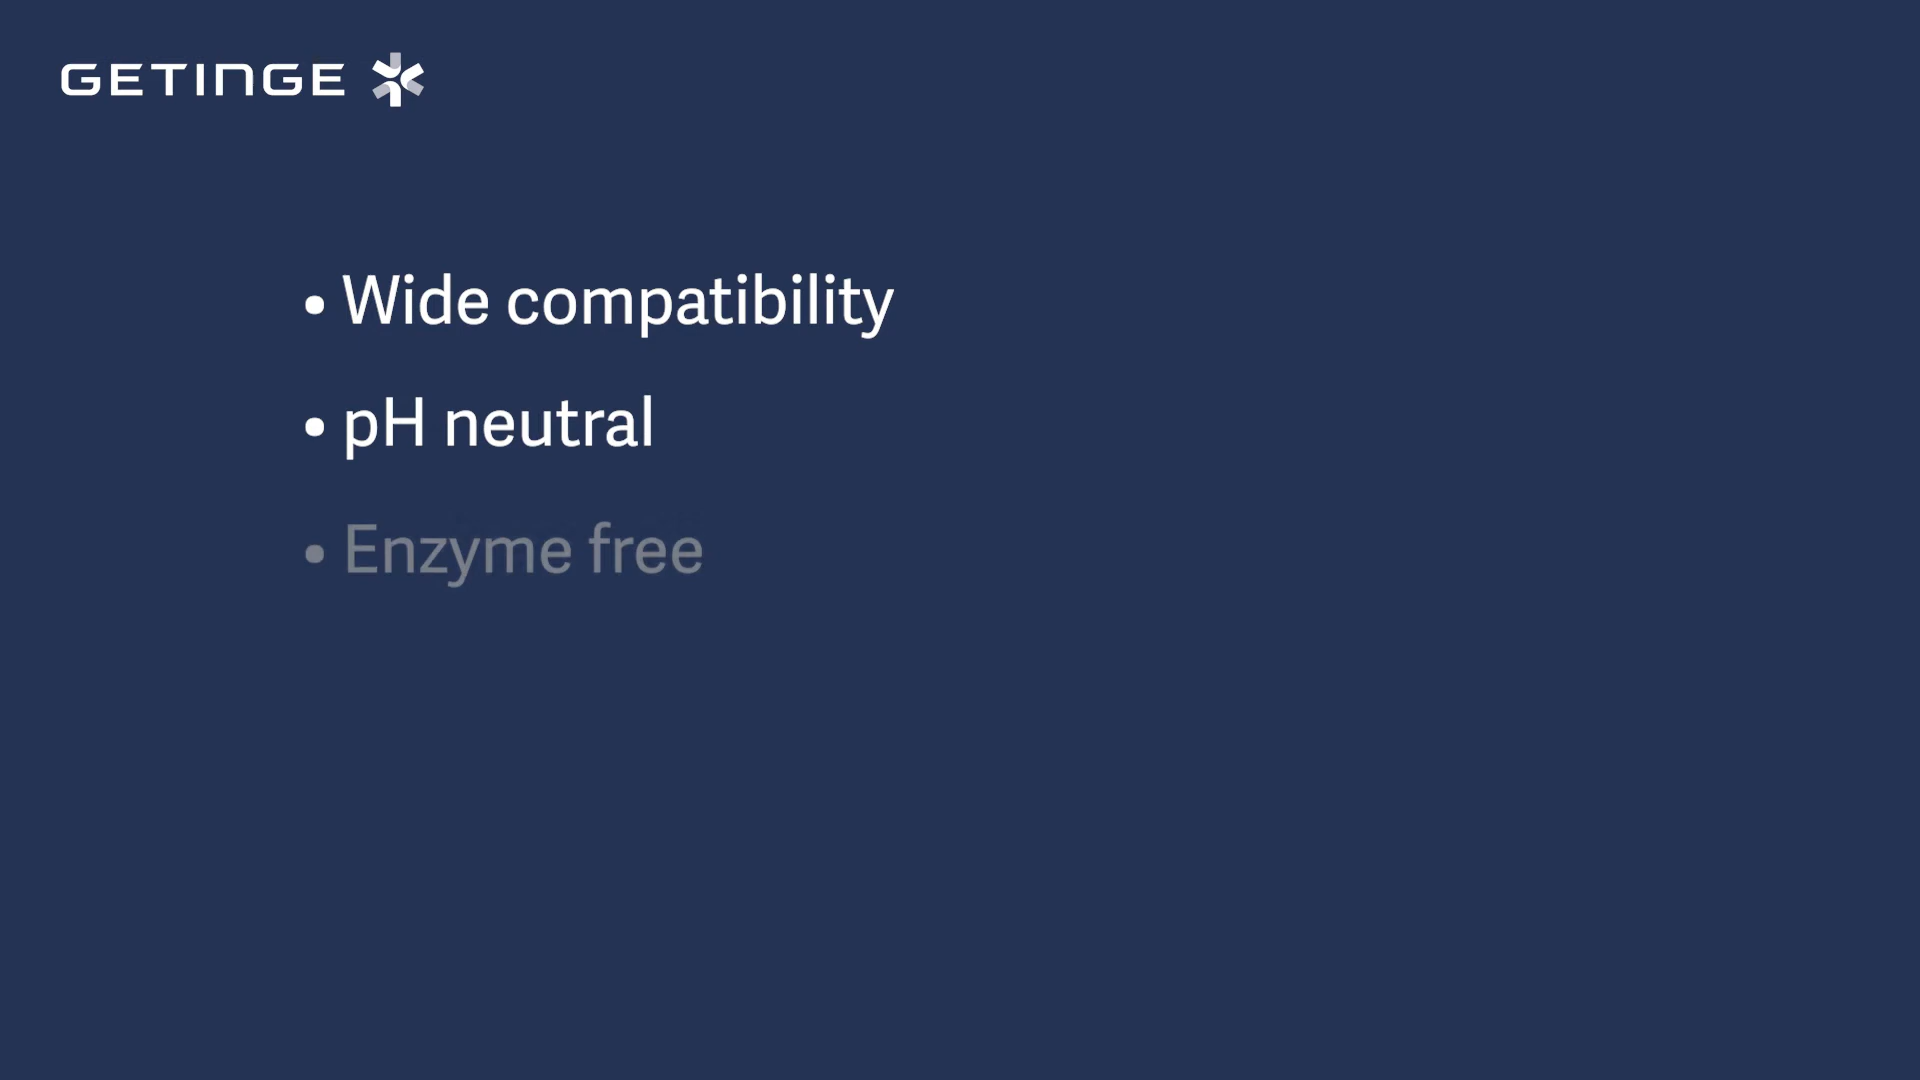 GETINGE
• Wide compatibility
• pH neutral
• Enzyme free